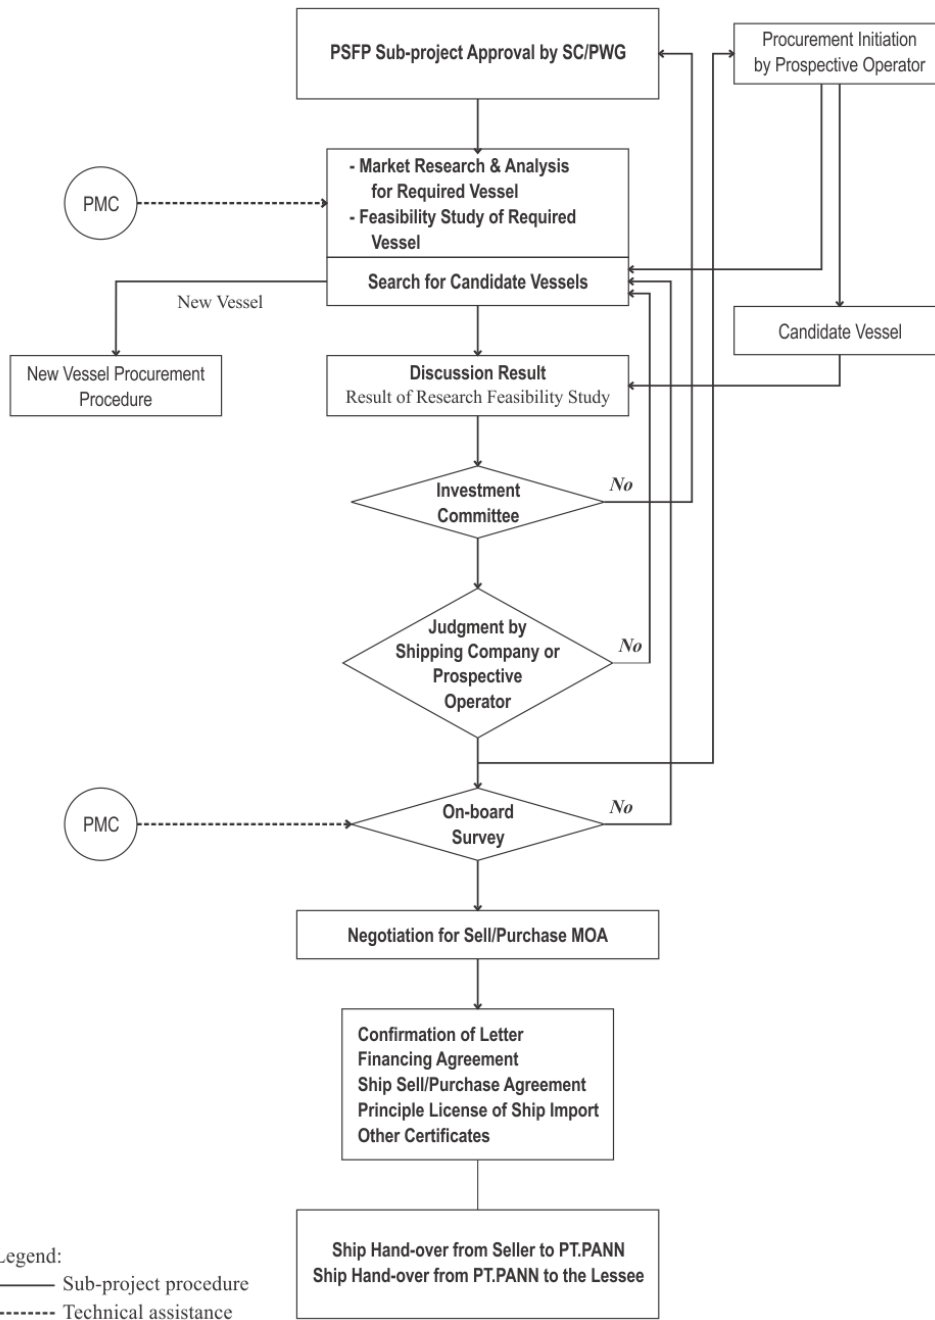 PSFP Sub-project Approval by SC/PWG
Procurement Initiation
by Prospective Operator
- Market Research & Analysis
for Required Vessel
- Feasibility Study of Required
Vessel
PMC
Search for Candidate Vessels
New Vessel
Candidate Vessel
New Vessel Procurement
Procedure
Discussion Result
Result of Research Feasibility Study
Investment
Committee
No
Judgment by
Shipping Company or
Prospective
Operator
No
On-board
Survey
No
PMC
Negotiation for Sell/Purchase MOA
Confirmation of Letter
Financing Agreement
Ship Sell/Purchase Agreement
Principle License of Ship Import
Other Certificates
Ship Hand-over from Seller to PT.PANN
Ship Hand-over from PT.PANN to the Lessee
Legend:
Sub-project procedure
Technical assistance